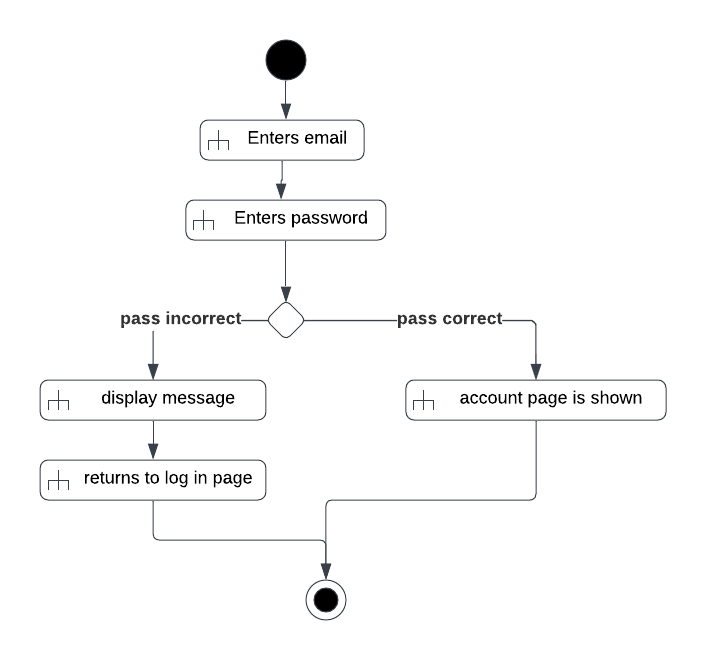 Enters email
Enters password
pass incorrect
pass correct
display message
account page is shown
returns to log in page